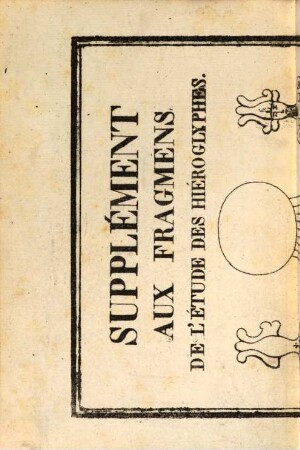 SUPPLÉMENT
AUX FRAGMENS
DE L'ÉTUDE DES HIÉROGLYPHES.